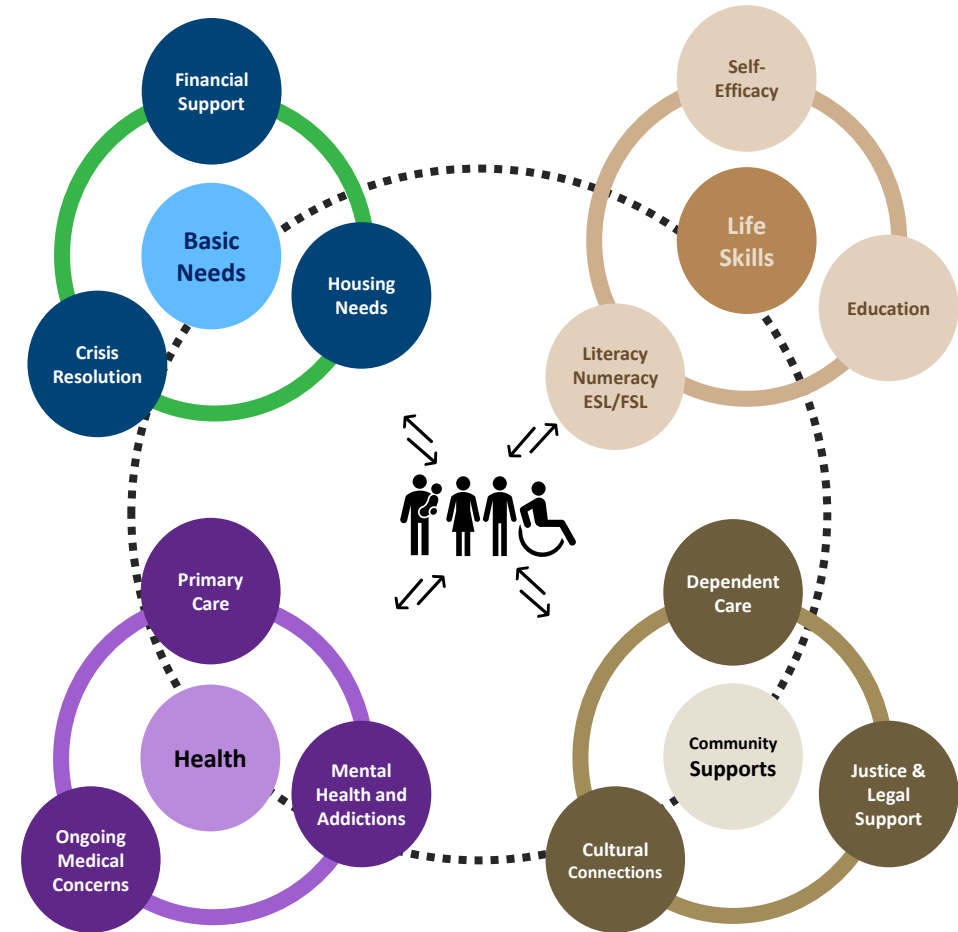 Financial
Support
Basic
Needs
Housing
Needs
Crisis
Resolution
Self-
Efficacy
Life
Skills
Education
Literacy
Numeracy
ESL/FSL
Primary
Care
Health
Mental
Health and
Addictions
Ongoing
Medical
Concerns
Dependent
Care
Community
Supports
Justice &
Legal
Support
Cultural
Connections